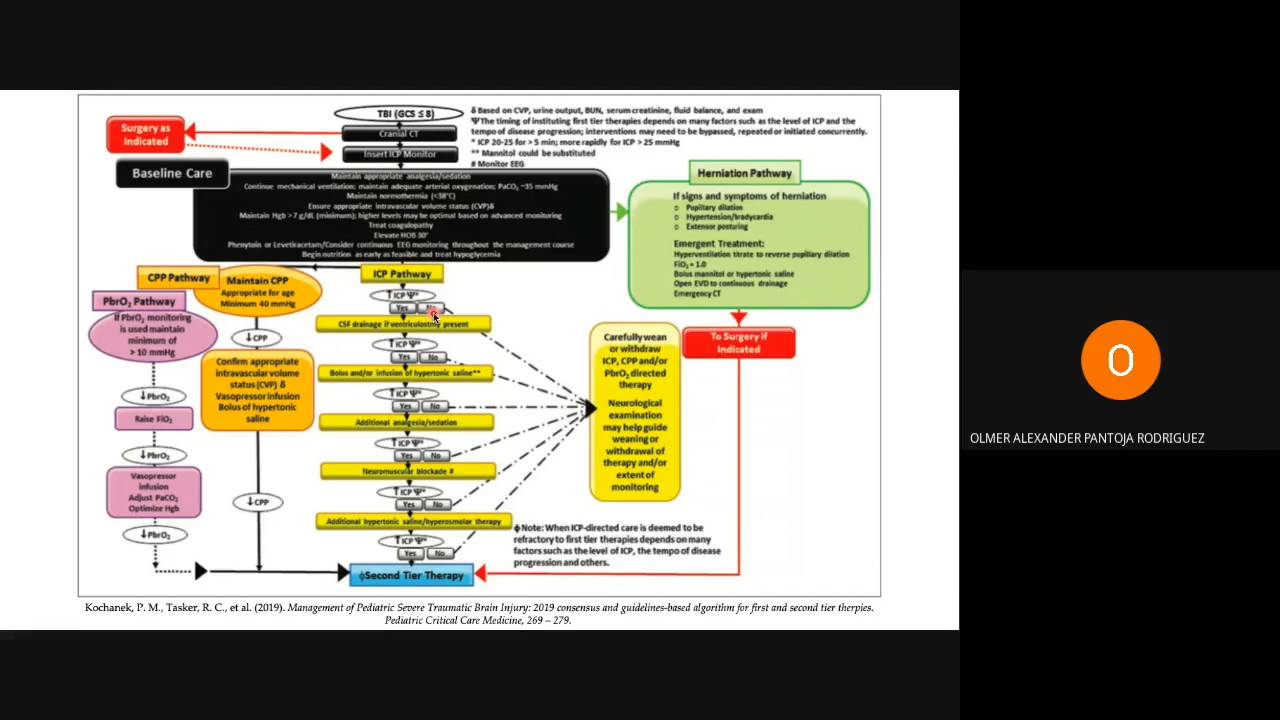 TBI (GCS ≤ 8)
Cranial CT
Insert ICP Monitor
Surgery as
Indicated
δ Based on CVP, urine output, BUN, serum creatinine, fluid balance, and exam
Ψ The timing of instituting first tier therapies depends on many factors such as the level of ICP and the
tempo of disease progression; interventions may need to be bypassed, repeated or initiated concurrently.
* ICP 20-25 for > 5 min; more rapidly for ICP > 25 mmHg
** Mannitol could be substituted
# Monitor EEG
Baseline Care
Maintain appropriate analgesia/sedation
Continue mechanical ventilation; maintain adequate arterial oxygenation; PaCO2 ~35 mmHg
Maintain normothermia (<38°C)
Ensure appropriate intravascular volume status (CVP)δ
Maintain Hgb >7 g/dL (minimum); higher levels may be optimal based on advanced monitoring
Treat coagulopathy
Elevate HOB 30°
Phenytoin or Levetiracetam/Consider continuous EEG monitoring throughout the management course
Begin nutrition as early as feasible and treat hypoglycemia
Herniation Pathway
If signs and symptoms of herniation
○ Pupillary dilation
○ Hypertension/bradycardia
○ Extensor posturing
Emergent Treatment:
Hyperventilation titrate to reverse pupillary dilation
FiO2 = 1.0
Bolus mannitol or hypertonic saline
Open EVD to continuous drainage
Emergency CT
To Surgery if
Indicated
CPP Pathway
Maintain CPP
Appropriate for age
Minimum 40 mmHg
↓CPP
Confirm appropriate
intravascular volume
status (CVP) δ
Vasopressor infusion
Bolus of hypertonic
saline
↓CPP
PbrO2 Pathway
If PbrO2 monitoring
is used maintain
minimum of
> 10 mmHg
↓PbrO2
Raise FiO2
↓PbrO2
Vasopressor
infusion
Adjust PaCO2
Optimize Hgb
↓PbrO2
ICP Pathway
↑ICP Ψ*
Yes No
CSF drainage if ventriculostomy present
↑ICP Ψ*
Yes No
Bolus and/or infusion of hypertonic saline**
↑ICP Ψ*
Yes No
Additional analgesia/sedation
↑ICP Ψ*
Yes No
Neuromuscular blockade #
↑ICP Ψ*
Yes No
Additional hypertonic saline/hyperosmolar therapy
↑ICP Ψ*
Yes No
ϕSecond Tier Therapy
Carefully wean
or withdraw
ICP, CPP and/or
PbrO2 directed
therapy
Neurological
examination
may help guide
weaning or
withdrawal of
therapy and/or
extent of
monitoring
ϕ Note: When ICP-directed care is deemed to be
refractory to first tier therapies depends on many
factors such as the level of ICP, the tempo of disease
progression and others.
Kochanek, P. M., Tasker, R. C., et al. (2019). Management of Pediatric Severe Traumatic Brain Injury: 2019 consensus and guidelines-based algorithm for first and second tier therpies.
Pediatric Critical Care Medicine, 269 – 279.
O
OLMER ALEXANDER PANTOJA RODRIGUEZ